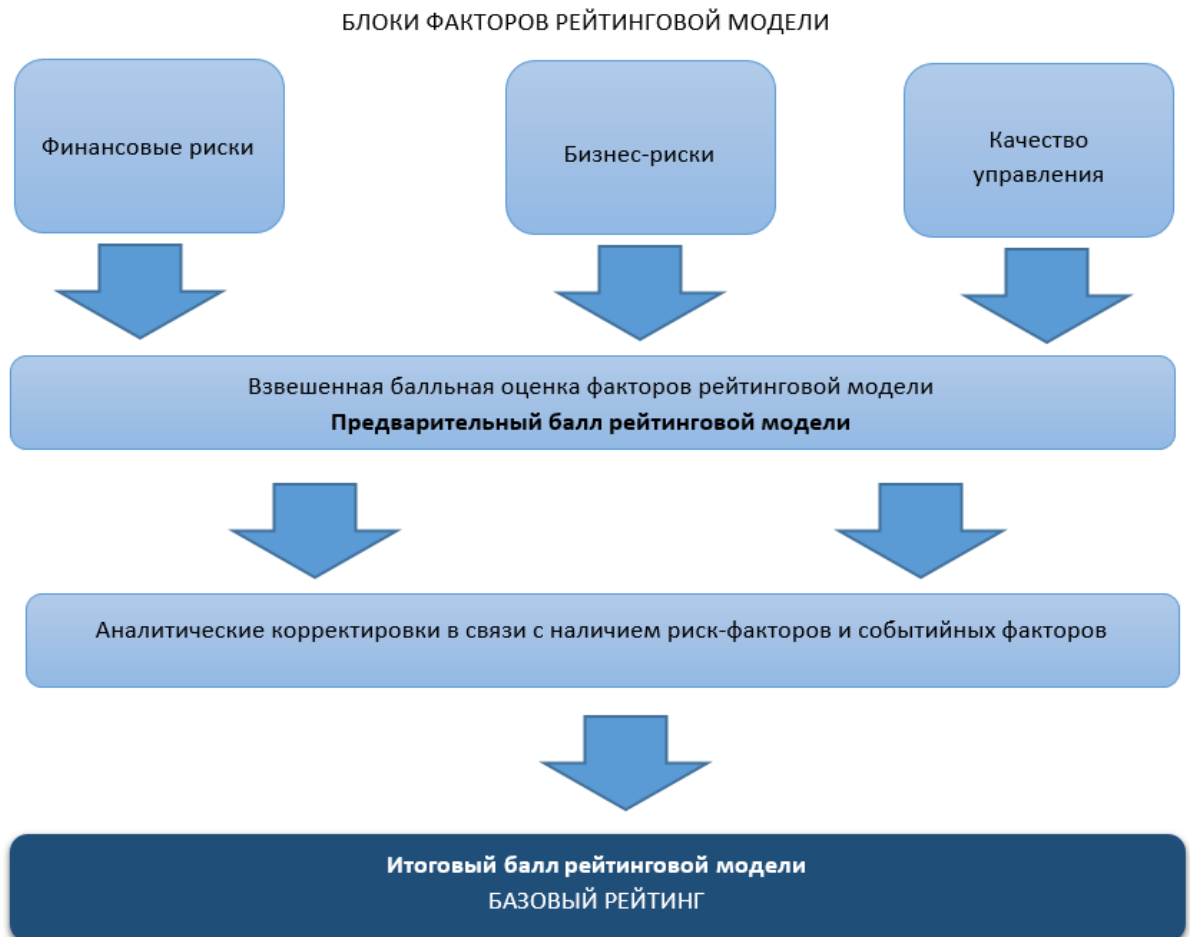 БЛОКИ ФАКТОРОВ РЕЙТИНГОВОЙ МОДЕЛИ
Финансовые риски
Бизнес-риски
Качество
управления
Взвешенная балльная оценка факторов рейтинговой модели
Предварительный балл рейтинговой модели
Аналитические корректировки в связи с наличием риск-факторов и событийных факторов
Итоговый балл рейтинговой модели
БАЗОВЫЙ РЕЙТИНГ